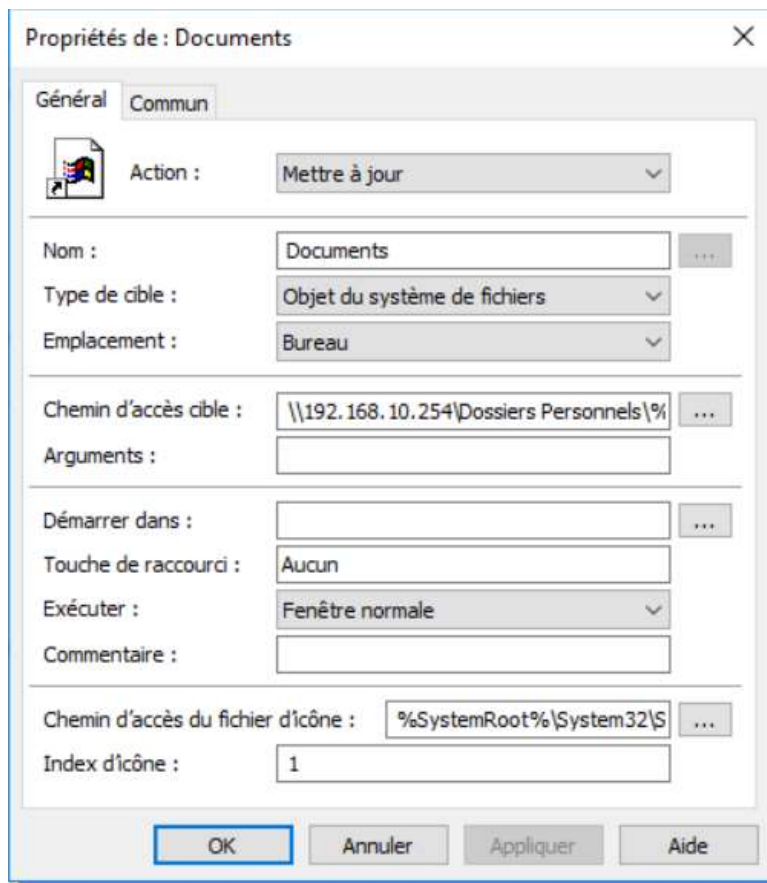 Propriétés de : Documents
Général Commun
Action : Mettre à jour
Nom : Documents ...
Type de cible : Objet du système de fichiers
Emplacement : Bureau
Chemin d'accès cible : \\192.168.10.254\Dossiers Personnels\% ...
Arguments :
Démarrer dans : ...
Touche de raccourci : Aucun
Exécuter : Fenêtre normale
Commentaire :
Chemin d'accès du fichier d'icône : %SystemRoot%\System32\S ...
Index d'icône : 1
OK Annuler Appliquer Aide